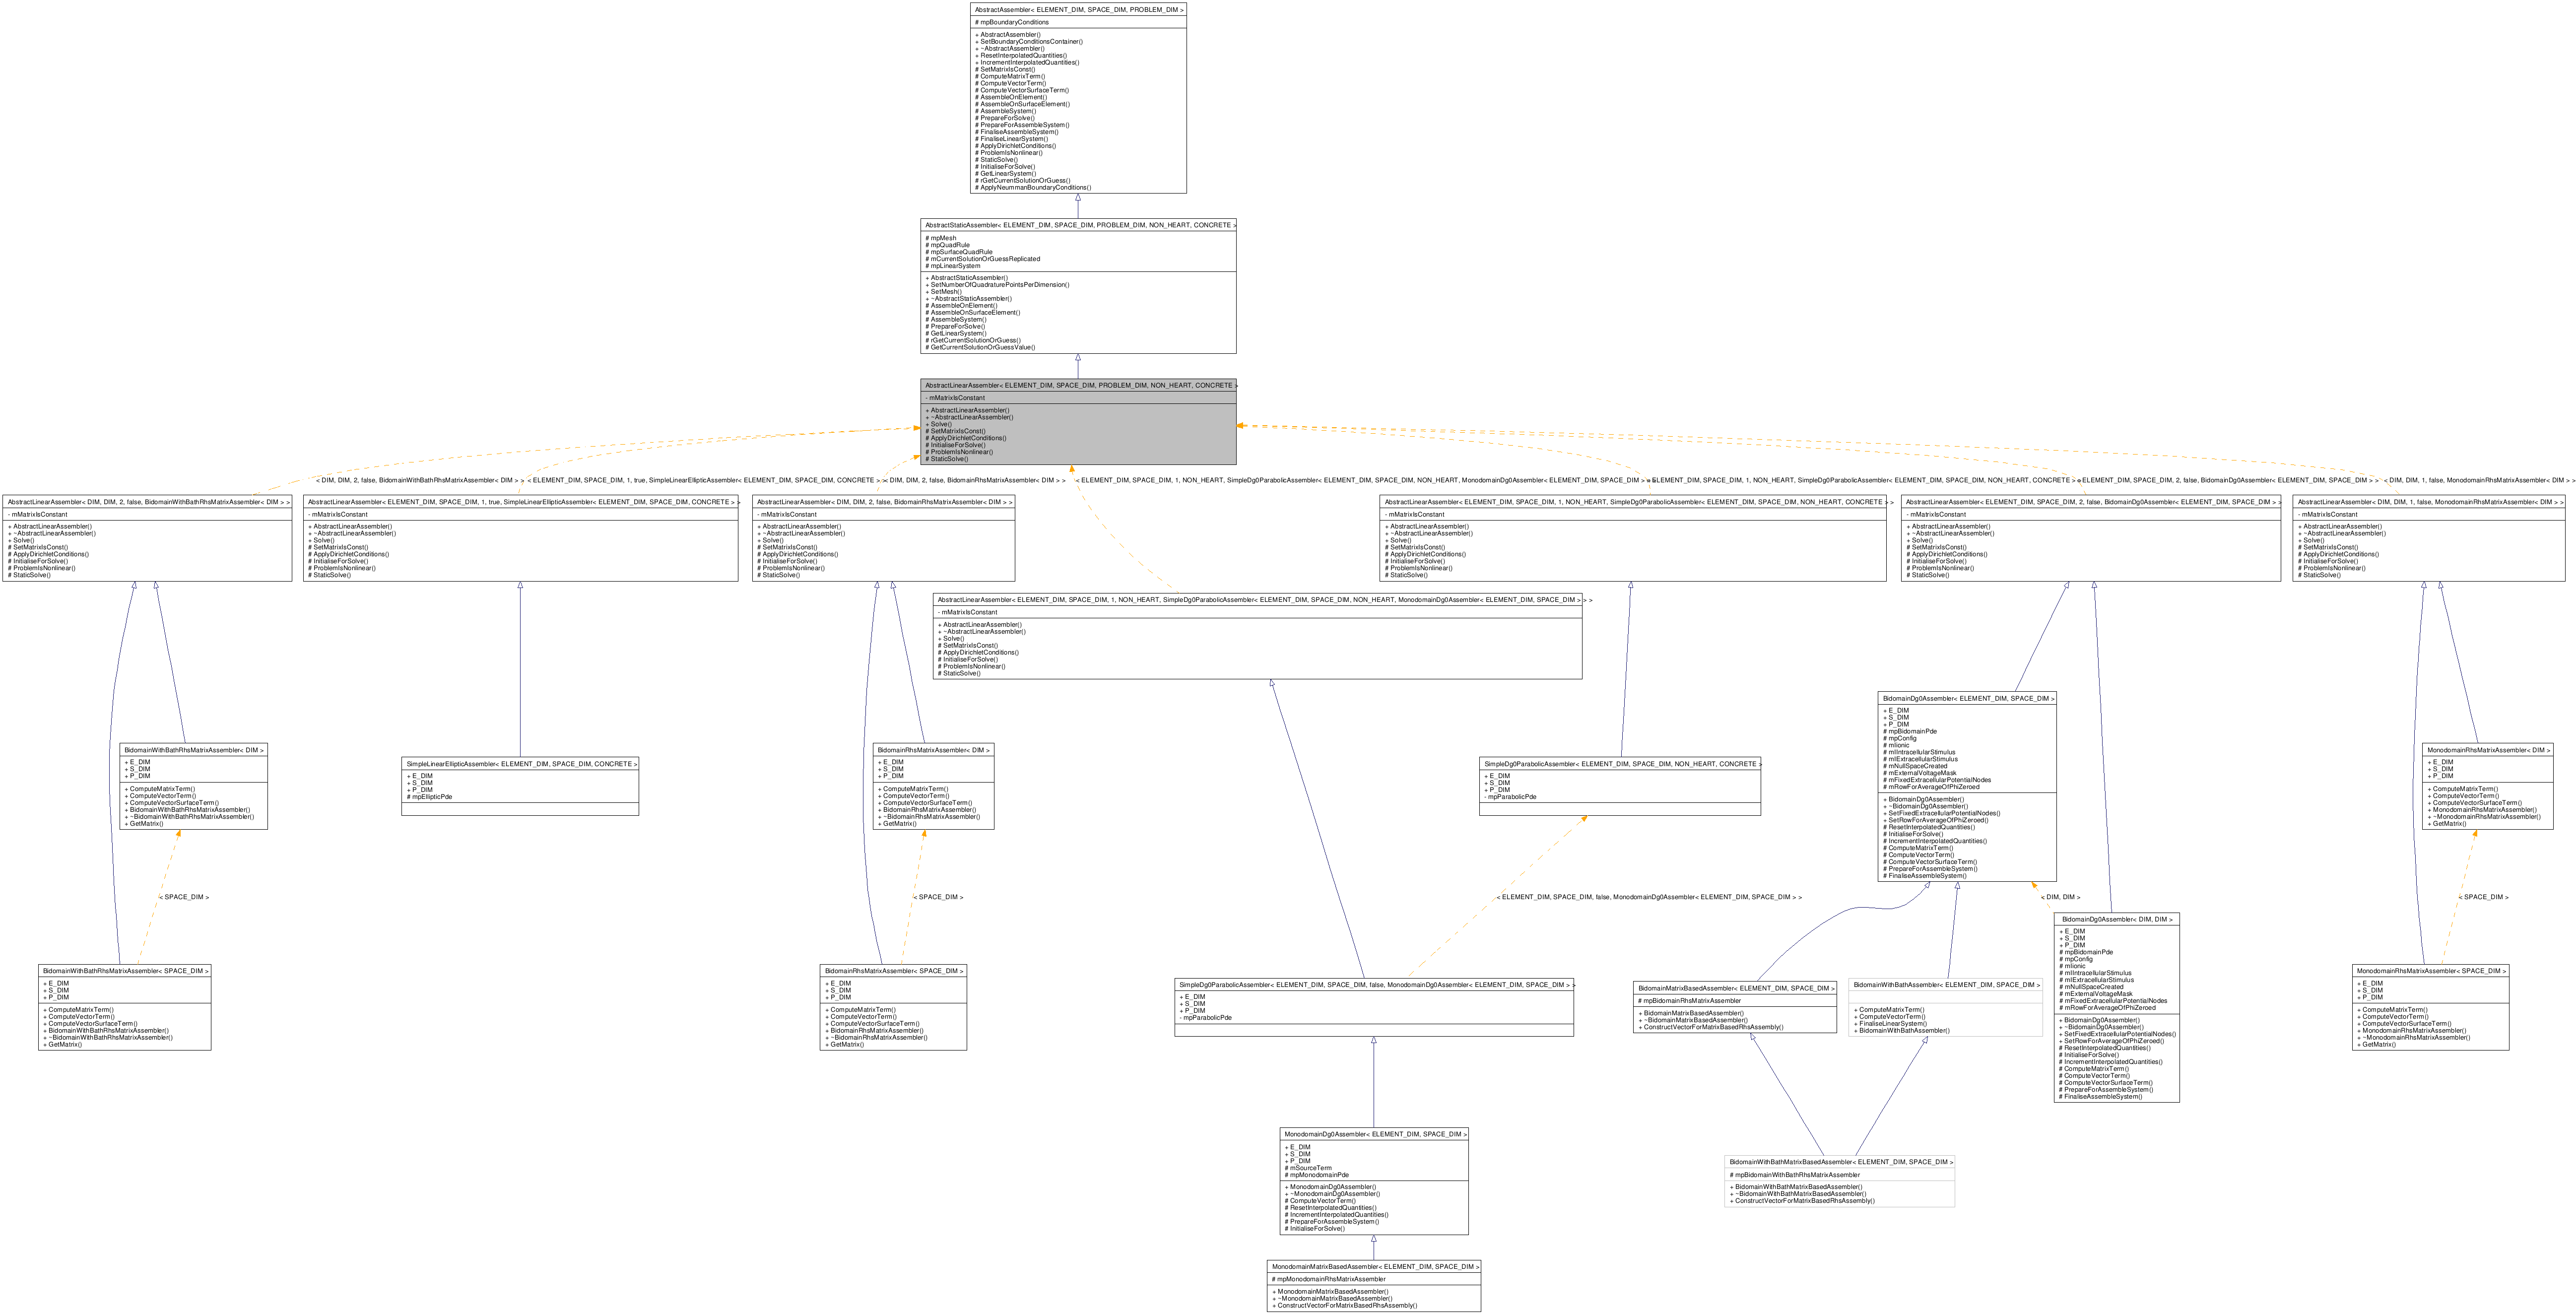 AbstractAssembler< ELEMENT_DIM, SPACE_DIM, PROBLEM_DIM >
# mpBoundaryConditions
+ AbstractAssembler()
+ SetBoundaryConditionsContainer()
+ ~AbstractAssembler()
+ ResetInterpolatedQuantities()
+ IncrementInterpolatedQuantities()
# SetMatrixIsConst()
# ComputeMatrixTerm()
# ComputeVectorTerm()
# ComputeVectorSurfaceTerm()
# AssembleOnElement()
# AssembleOnSurfaceElement()
# AssembleSystem()
# PrepareForSolve()
# PrepareForAssembleSystem()
# FinaliseAssembleSystem()
# FinaliseLinearSystem()
# ApplyDirichletConditions()
# ProblemIsNonlinear()
# StaticSolve()
# InitialiseForSolve()
# GetLinearSystem()
# rGetCurrentSolutionOrGuess()
# ApplyNeummanBoundaryConditions()
AbstractStaticAssembler< ELEMENT_DIM, SPACE_DIM, PROBLEM_DIM, NON_HEART, CONCRETE >
# mpMesh
# mpQuadRule
# mpSurfaceQuadRule
# mCurrentSolutionOrGuessReplicated
# mpLinearSystem
+ AbstractStaticAssembler()
+ SetNumberOfQuadraturePointsPerDimension()
+ SetMesh()
+ ~AbstractStaticAssembler()
# AssembleOnElement()
# AssembleOnSurfaceElement()
# AssembleSystem()
# PrepareForSolve()
# GetLinearSystem()
# rGetCurrentSolutionOrGuess()
# GetCurrentSolutionOrGuessValue()
AbstractLinearAssembler< ELEMENT_DIM, SPACE_DIM, PROBLEM_DIM, NON_HEART, CONCRETE >
- mMatrixIsConstant
+ AbstractLinearAssembler()
+ ~AbstractLinearAssembler()
+ Solve()
# SetMatrixIsConst()
# ApplyDirichletConditions()
# InitialiseForSolve()
# ProblemIsNonlinear()
# StaticSolve()
< DIM, DIM, 2, false, BidomainWithBathRhsMatrixAssembler< DIM > >
< ELEMENT_DIM, SPACE_DIM, 1, true, SimpleLinearEllipticAssembler< ELEMENT_DIM, SPACE_DIM, CONCRETE > >
< DIM, DIM, 2, false, BidomainRhsMatrixAssembler< DIM > >
< ELEMENT_DIM, SPACE_DIM, 1, NON_HEART, SimpleDg0ParabolicAssembler< ELEMENT_DIM, SPACE_DIM, NON_HEART, MonodomainDg0Assembler< ELEMENT_DIM, SPACE_DIM > > >
< ELEMENT_DIM, SPACE_DIM, 1, NON_HEART, SimpleDg0ParabolicAssembler< ELEMENT_DIM, SPACE_DIM, NON_HEART, CONCRETE > >
< ELEMENT_DIM, SPACE_DIM, 2, false, BidomainDg0Assembler< ELEMENT_DIM, SPACE_DIM > >
< DIM, DIM, 1, false, MonodomainRhsMatrixAssembler< DIM > >
AbstractLinearAssembler< DIM, DIM, 2, false, BidomainWithBathRhsMatrixAssembler< DIM > >
- mMatrixIsConstant
+ AbstractLinearAssembler()
+ ~AbstractLinearAssembler()
+ Solve()
# SetMatrixIsConst()
# ApplyDirichletConditions()
# InitialiseForSolve()
# ProblemIsNonlinear()
# StaticSolve()
AbstractLinearAssembler< ELEMENT_DIM, SPACE_DIM, 1, true, SimpleLinearEllipticAssembler< ELEMENT_DIM, SPACE_DIM, CONCRETE > >
- mMatrixIsConstant
+ AbstractLinearAssembler()
+ ~AbstractLinearAssembler()
+ Solve()
# SetMatrixIsConst()
# ApplyDirichletConditions()
# InitialiseForSolve()
# ProblemIsNonlinear()
# StaticSolve()
AbstractLinearAssembler< DIM, DIM, 2, false, BidomainRhsMatrixAssembler< DIM > >
- mMatrixIsConstant
+ AbstractLinearAssembler()
+ ~AbstractLinearAssembler()
+ Solve()
# SetMatrixIsConst()
# ApplyDirichletConditions()
# InitialiseForSolve()
# ProblemIsNonlinear()
# StaticSolve()
AbstractLinearAssembler< ELEMENT_DIM, SPACE_DIM, 1, NON_HEART, SimpleDg0ParabolicAssembler< ELEMENT_DIM, SPACE_DIM, NON_HEART, CONCRETE > >
- mMatrixIsConstant
+ AbstractLinearAssembler()
+ ~AbstractLinearAssembler()
+ Solve()
# SetMatrixIsConst()
# ApplyDirichletConditions()
# InitialiseForSolve()
# ProblemIsNonlinear()
# StaticSolve()
AbstractLinearAssembler< ELEMENT_DIM, SPACE_DIM, 2, false, BidomainDg0Assembler< ELEMENT_DIM, SPACE_DIM > >
- mMatrixIsConstant
+ AbstractLinearAssembler()
+ ~AbstractLinearAssembler()
+ Solve()
# SetMatrixIsConst()
# ApplyDirichletConditions()
# InitialiseForSolve()
# ProblemIsNonlinear()
# StaticSolve()
AbstractLinearAssembler< DIM, DIM, 1, false, MonodomainRhsMatrixAssembler< DIM > >
- mMatrixIsConstant
+ AbstractLinearAssembler()
+ ~AbstractLinearAssembler()
+ Solve()
# SetMatrixIsConst()
# ApplyDirichletConditions()
# InitialiseForSolve()
# ProblemIsNonlinear()
# StaticSolve()
AbstractLinearAssembler< ELEMENT_DIM, SPACE_DIM, 1, NON_HEART, SimpleDg0ParabolicAssembler< ELEMENT_DIM, SPACE_DIM, NON_HEART, MonodomainDg0Assembler< ELEMENT_DIM, SPACE_DIM > > >
- mMatrixIsConstant
+ AbstractLinearAssembler()
+ ~AbstractLinearAssembler()
+ Solve()
# SetMatrixIsConst()
# ApplyDirichletConditions()
# InitialiseForSolve()
# ProblemIsNonlinear()
# StaticSolve()
BidomainWithBathRhsMatrixAssembler< DIM >
+ E_DIM
+ S_DIM
+ P_DIM
+ ComputeMatrixTerm()
+ ComputeVectorTerm()
+ ComputeVectorSurfaceTerm()
+ BidomainWithBathRhsMatrixAssembler()
+ ~BidomainWithBathRhsMatrixAssembler()
+ GetMatrix()
SimpleLinearEllipticAssembler< ELEMENT_DIM, SPACE_DIM, CONCRETE >
+ E_DIM
+ S_DIM
+ P_DIM
# mpEllipticPde
BidomainRhsMatrixAssembler< DIM >
+ E_DIM
+ S_DIM
+ P_DIM
+ ComputeMatrixTerm()
+ ComputeVectorTerm()
+ ComputeVectorSurfaceTerm()
+ BidomainRhsMatrixAssembler()
+ ~BidomainRhsMatrixAssembler()
+ GetMatrix()
SimpleDg0ParabolicAssembler< ELEMENT_DIM, SPACE_DIM, NON_HEART, CONCRETE >
+ E_DIM
+ S_DIM
+ P_DIM
- mpParabolicPde
BidomainDg0Assembler< ELEMENT_DIM, SPACE_DIM >
+ E_DIM
+ S_DIM
+ P_DIM
# mpBidomainPde
# mpConfig
# mIionic
# mIIntracellularStimulus
# mIExtracellularStimulus
# mNullSpaceCreated
# mExternalVoltageMask
# mFixedExtracellularPotentialNodes
# mRowForAverageOfPhiZeroed
+ BidomainDg0Assembler()
+ ~BidomainDg0Assembler()
+ SetFixedExtracellularPotentialNodes()
+ SetRowForAverageOfPhiZeroed()
# ResetInterpolatedQuantities()
# InitialiseForSolve()
# IncrementInterpolatedQuantities()
# ComputeMatrixTerm()
# ComputeVectorTerm()
# ComputeVectorSurfaceTerm()
# PrepareForAssembleSystem()
# FinaliseAssembleSystem()
MonodomainRhsMatrixAssembler< DIM >
+ E_DIM
+ S_DIM
+ P_DIM
+ ComputeMatrixTerm()
+ ComputeVectorTerm()
+ ComputeVectorSurfaceTerm()
+ MonodomainRhsMatrixAssembler()
+ ~MonodomainRhsMatrixAssembler()
+ GetMatrix()
< SPACE_DIM >
< SPACE_DIM >
< ELEMENT_DIM, SPACE_DIM, false, MonodomainDg0Assembler< ELEMENT_DIM, SPACE_DIM > >
< DIM, DIM >
< SPACE_DIM >
BidomainWithBathRhsMatrixAssembler< SPACE_DIM >
+ E_DIM
+ S_DIM
+ P_DIM
+ ComputeMatrixTerm()
+ ComputeVectorTerm()
+ ComputeVectorSurfaceTerm()
+ BidomainWithBathRhsMatrixAssembler()
+ ~BidomainWithBathRhsMatrixAssembler()
+ GetMatrix()
BidomainRhsMatrixAssembler< SPACE_DIM >
+ E_DIM
+ S_DIM
+ P_DIM
+ ComputeMatrixTerm()
+ ComputeVectorTerm()
+ ComputeVectorSurfaceTerm()
+ BidomainRhsMatrixAssembler()
+ ~BidomainRhsMatrixAssembler()
+ GetMatrix()
SimpleDg0ParabolicAssembler< ELEMENT_DIM, SPACE_DIM, false, MonodomainDg0Assembler< ELEMENT_DIM, SPACE_DIM > >
+ E_DIM
+ S_DIM
+ P_DIM
- mpParabolicPde
BidomainMatrixBasedAssembler< ELEMENT_DIM, SPACE_DIM >
# mpBidomainRhsMatrixAssembler
+ BidomainMatrixBasedAssembler()
+ ~BidomainMatrixBasedAssembler()
+ ConstructVectorForMatrixBasedRhsAssembly()
BidomainWithBathAssembler< ELEMENT_DIM, SPACE_DIM >
+ ComputeMatrixTerm()
+ ComputeVectorTerm()
+ FinaliseLinearSystem()
+ BidomainWithBathAssembler()
BidomainDg0Assembler< DIM, DIM >
+ E_DIM
+ S_DIM
+ P_DIM
# mpBidomainPde
# mpConfig
# mIionic
# mIIntracellularStimulus
# mIExtracellularStimulus
# mNullSpaceCreated
# mExternalVoltageMask
# mFixedExtracellularPotentialNodes
# mRowForAverageOfPhiZeroed
+ BidomainDg0Assembler()
+ ~BidomainDg0Assembler()
+ SetFixedExtracellularPotentialNodes()
+ SetRowForAverageOfPhiZeroed()
# ResetInterpolatedQuantities()
# InitialiseForSolve()
# IncrementInterpolatedQuantities()
# ComputeMatrixTerm()
# ComputeVectorTerm()
# ComputeVectorSurfaceTerm()
# PrepareForAssembleSystem()
# FinaliseAssembleSystem()
MonodomainRhsMatrixAssembler< SPACE_DIM >
+ E_DIM
+ S_DIM
+ P_DIM
+ ComputeMatrixTerm()
+ ComputeVectorTerm()
+ ComputeVectorSurfaceTerm()
+ MonodomainRhsMatrixAssembler()
+ ~MonodomainRhsMatrixAssembler()
+ GetMatrix()
MonodomainDg0Assembler< ELEMENT_DIM, SPACE_DIM >
+ E_DIM
+ S_DIM
+ P_DIM
# mSourceTerm
# mpMonodomainPde
+ MonodomainDg0Assembler()
+ ~MonodomainDg0Assembler()
# ComputeVectorTerm()
# ResetInterpolatedQuantities()
# IncrementInterpolatedQuantities()
# PrepareForAssembleSystem()
# InitialiseForSolve()
BidomainWithBathMatrixBasedAssembler< ELEMENT_DIM, SPACE_DIM >
# mpBidomainWithBathRhsMatrixAssembler
+ BidomainWithBathMatrixBasedAssembler()
+ ~BidomainWithBathMatrixBasedAssembler()
+ ConstructVectorForMatrixBasedRhsAssembly()
MonodomainMatrixBasedAssembler< ELEMENT_DIM, SPACE_DIM >
# mpMonodomainRhsMatrixAssembler
+ MonodomainMatrixBasedAssembler()
+ ~MonodomainMatrixBasedAssembler()
+ ConstructVectorForMatrixBasedRhsAssembly()